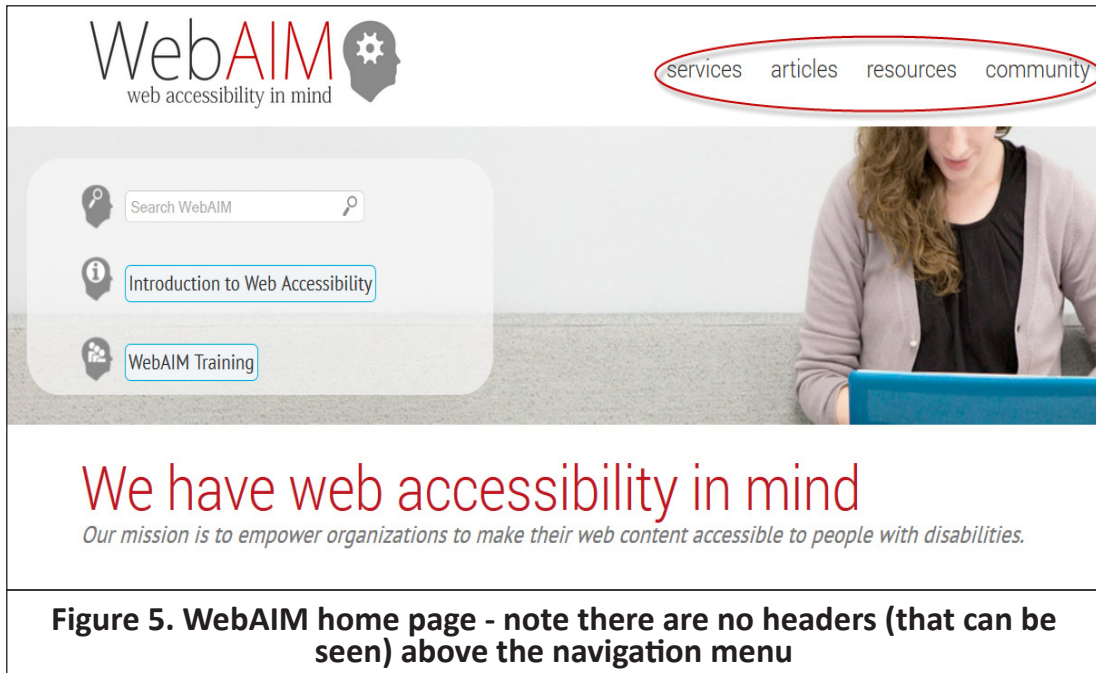 WebAIM
web accessibility in mind
services articles resources community
Search WebAIM
Introduction to Web Accessibility
WebAIM Training
We have web accessibility in mind
Our mission is to empower organizations to make their web content accessible to people with disabilities.
Figure 5. WebAIM home page - note there are no headers (that can be
seen) above the navigation menu